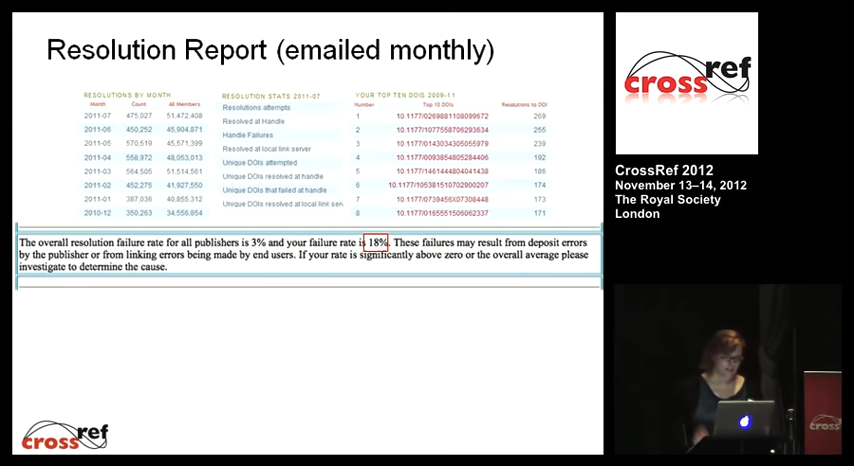 Resolution Report (emailed monthly)
RESOLUTIONS BY MONTH
Month Count All Members
2011-07 475,027 51,472,408
2011-06 450,252 45,904,871
2011-05 570,519 45,571,399
2011-04 558,972 48,053,013
2011-03 564,505 51,514,561
2011-02 452,275 41,927,550
2011-01 387,036 40,855,312
2010-12 350,263 34,556,854
RESOLUTION STATS 2011-07
Resolutions attempts
Resolved at Handle
Handle Failures
Resolved at local link server
Unique DOIs attempted
Unique DOIs resolved at handle
Unique DOIs that failed at handle
Unique DOIs resolved at local link serv
YOUR TOP TEN DOIS 2009-11
Number Top 10 DOIs Resolutions to DOI
1 10.1177/0269881108099672 269
2 10.1177/1077558706293634 255
3 10.1177/0143034305055979 239
4 10.1177/0093854805284406 192
5 10.1177/1461444804041438 186
6 10.1177/105381510702900207 174
7 10.1177/0739456X07308448 173
8 10.1177/0165551506062337 171
The overall resolution failure rate for all publishers is 3% and your failure rate is 18%. These failures may result from deposit errors
by the publisher or from linking errors being made by end users. If your rate is significantly above zero or the overall average please
investigate to determine the cause.
crossref
crossref
CrossRef 2012
November 13–14, 2012
The Royal Society
London
cross